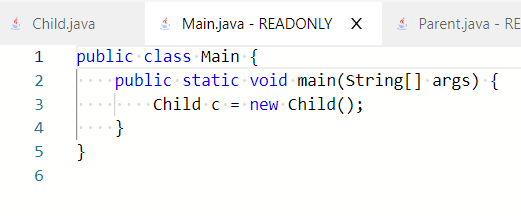 Child.java Main.java - READONLY X Parent.java - RE
1 public class Main {
2     public static void main(String[] args) {
3         Child c = new Child();
4     }
5 }
6